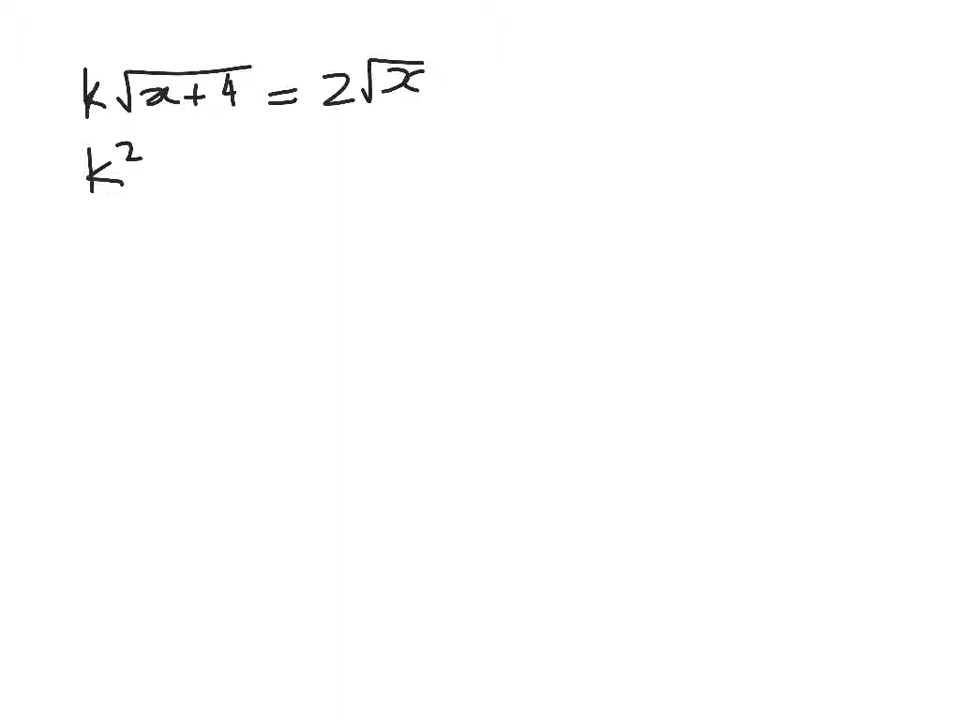 k√(x+4) = 2√x
k²